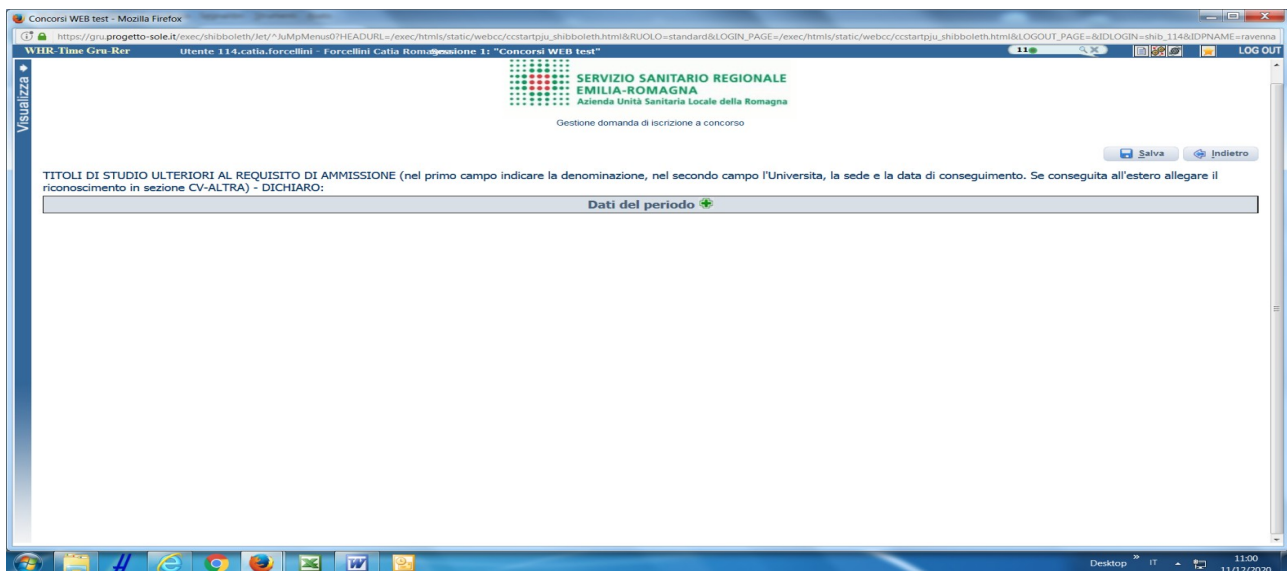 Concorsi WEB test - Mozilla Firefox
https://gru.progetto-sole.it/exec/shibboleth/Jet/^JuMpMenus0?HEADURL=/exec/htmls/static/webcc/ccstartpju_shibboleth.html&RUOLO=standard&LOGIN_PAGE=/exec/htmls/static/webcc/ccstartpju_shibboleth.html&LOGOUT_PAGE=&IDLOGIN=shib_114&IDPNAME=ravenna
WHR-Time Gru-Rer Utente 114.catia.forcellini - Forcellini Catia Sessione 1: "Concorsi WEB test" 11 LOG OUT
Visualizza
SERVIZIO SANITARIO REGIONALE
EMILIA-ROMAGNA
Azienda Unità Sanitaria Locale della Romagna
Gestione domanda di iscrizione a concorso
Salva Indietro
TITOLI DI STUDIO ULTERIORI AL REQUISITO DI AMMISSIONE (nel primo campo indicare la denominazione, nel secondo campo l'Universita, la sede e la data di conseguimento. Se conseguita all'estero allegare il
riconoscimento in sezione CV-ALTRA) - DICHIARO:
Dati del periodo
Desktop » IT 11:00
11/12/2020